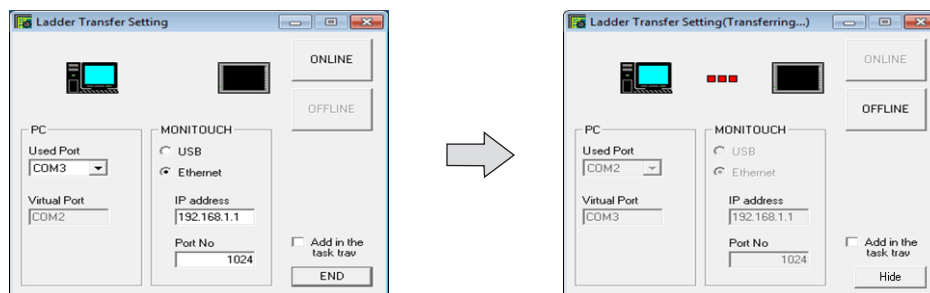 Ladder Transfer Setting
ONLINE
OFFLINE
PC
Used Port
COM3
Virtual Port
COM2
MONITOUCH
USB
Ethernet
IP address
192.168.1.1
Port No
1024
Add in the
task tray
END
Ladder Transfer Setting(Transferring...)
ONLINE
OFFLINE
PC
Used Port
COM2
Virtual Port
COM3
MONITOUCH
USB
Ethernet
IP address
192.168.1.1
Port No
1024
Add in the
task tray
Hide